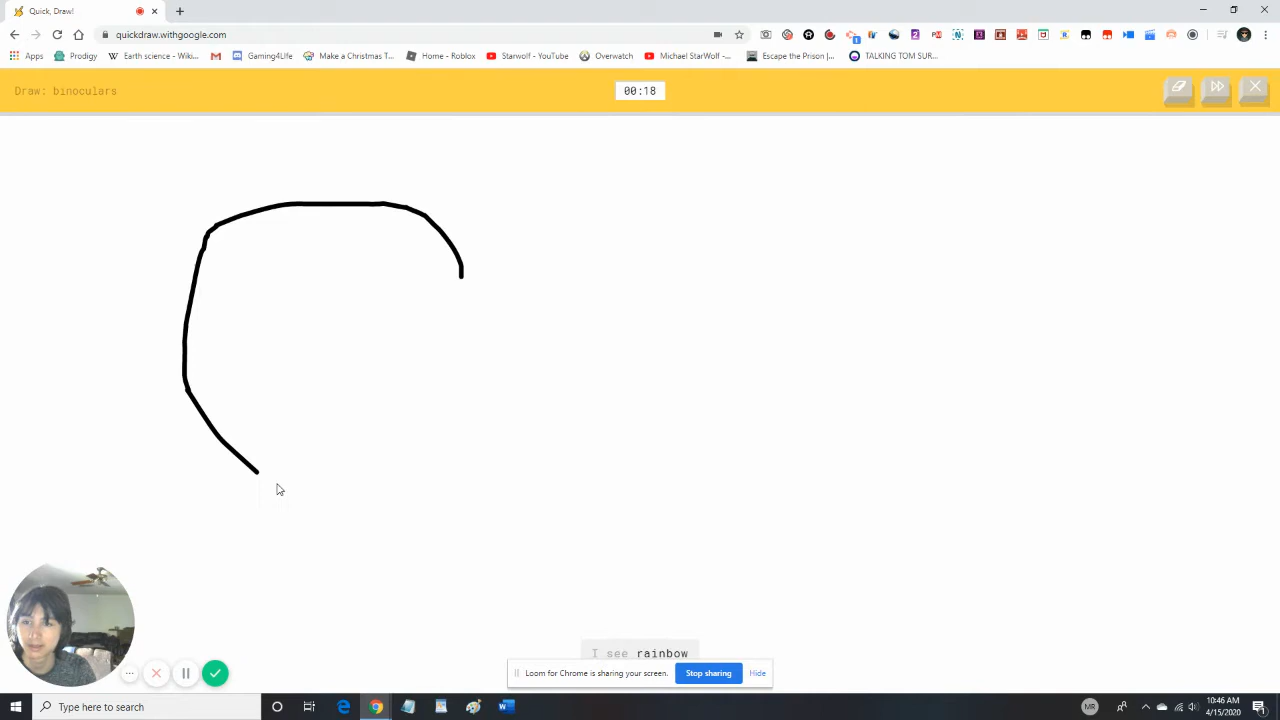 Quick, Draw!
quickdraw.withgoogle.com
Apps Prodigy Earth science - Wiki... Gaming4Life Make a Christmas T... Home - Roblox Starwolf - YouTube Overwatch Michael StarWolf -... Escape the Prison |... TALKING TOM SUR...
Draw: binoculars
00:18
I see rainbow
Loom for Chrome is sharing your screen. Stop sharing Hide
Type here to search
MR
10:46 AM
4/15/2020